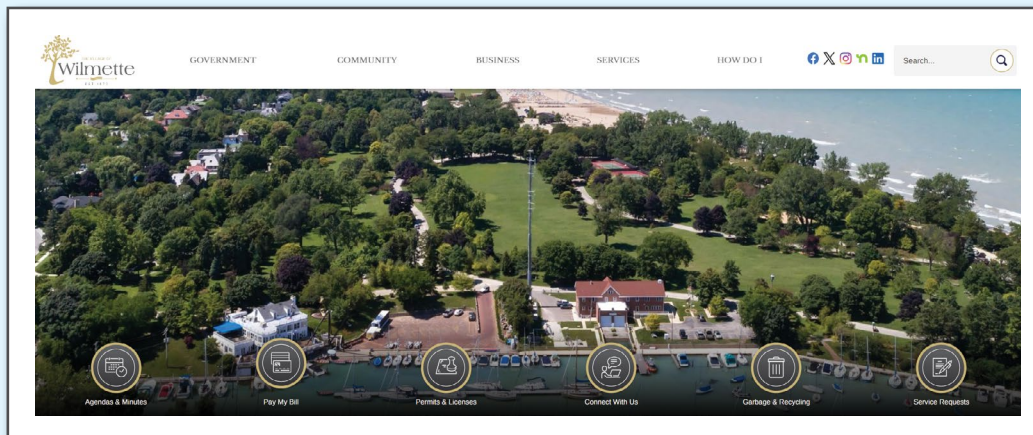 Wilmette
GOVERNMENT
COMMUNITY
BUSINESS
SERVICES
HOW DO I
Search...
Agendas & Minutes
Pay My Bill
Permits & Licenses
Connect With Us
Garbage & Recycling
Service Requests